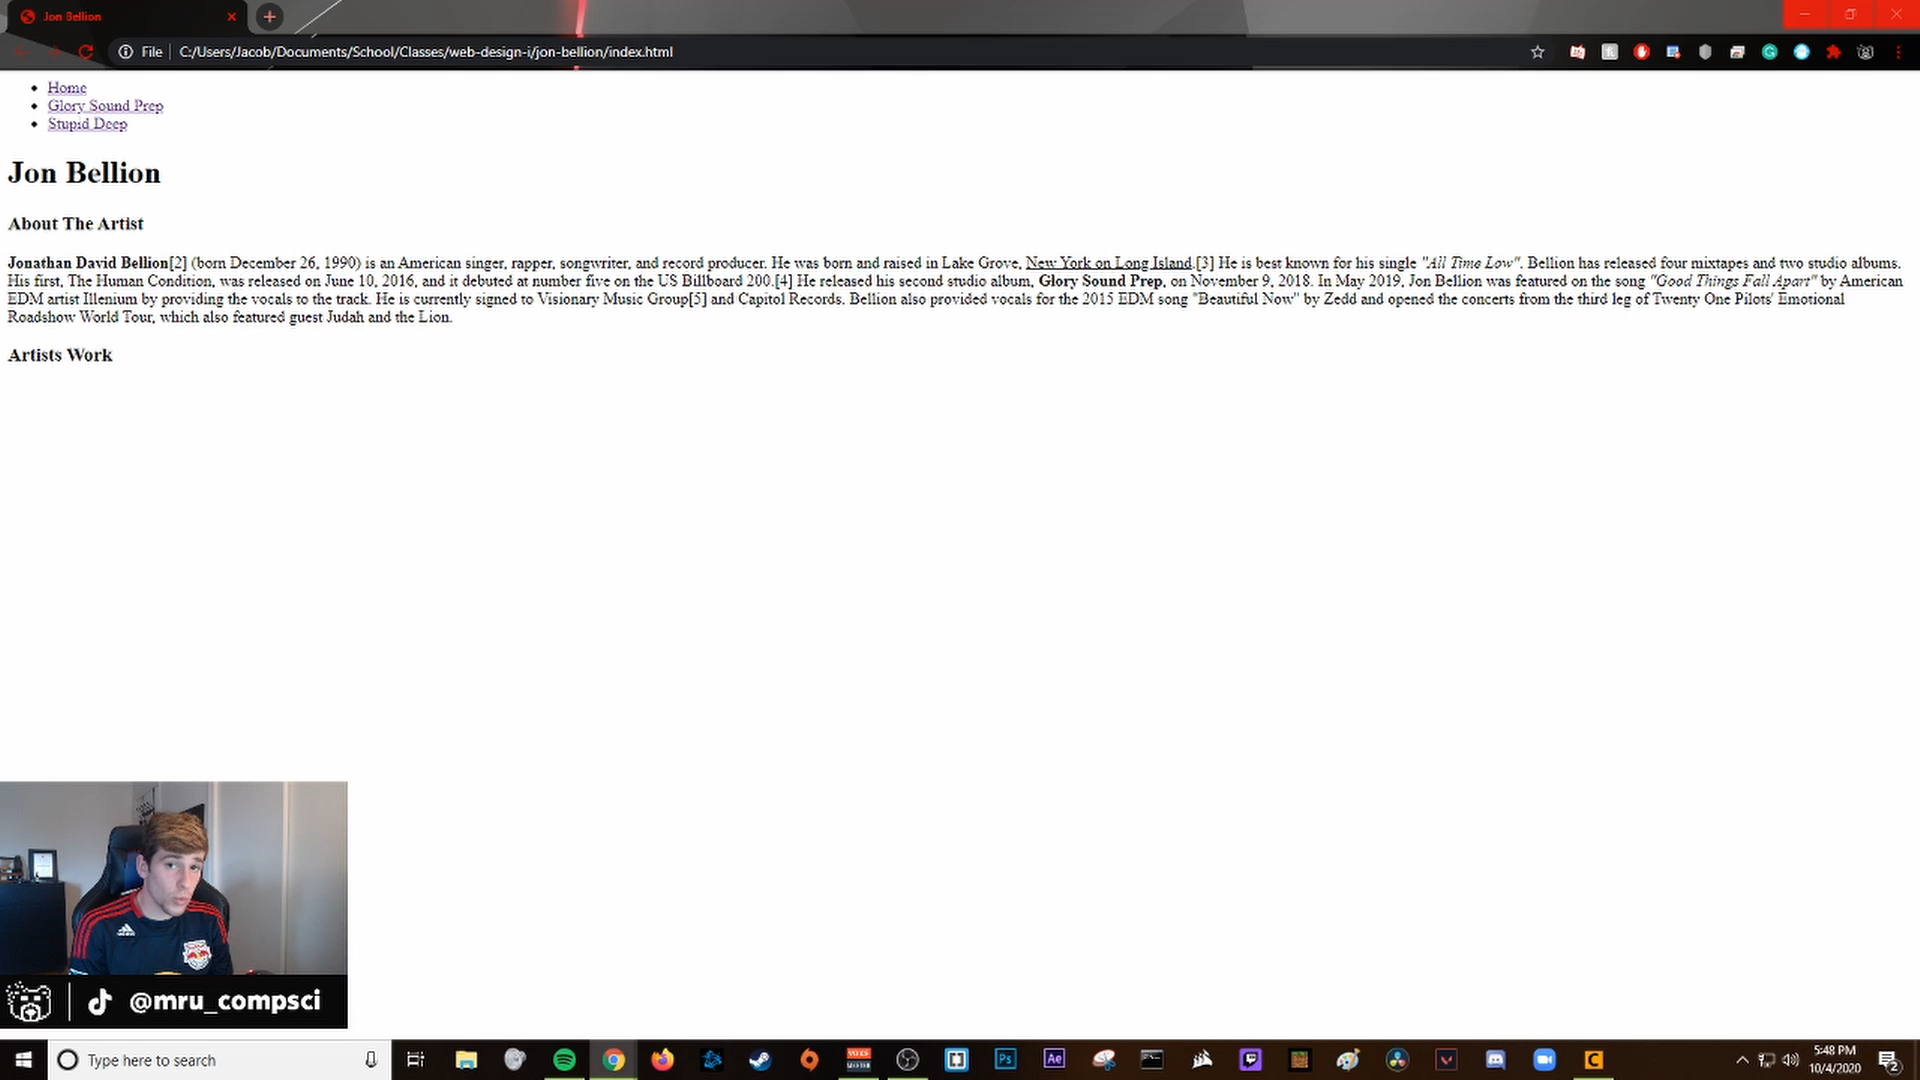 Jon Bellion
File
C:/Users/Jacob/Documents/School/Classes/web-design-i/jon-bellion/index.html
Home
Glory Sound Prep
Stupid Deep
Jon Bellion
About The Artist
Jonathan David Bellion[2] (born December 26, 1990) is an American singer, rapper, songwriter, and record producer. He was born and raised in Lake Grove, New York on Long Island.[3] He is best known for his single "All Time Low". Bellion has released four mixtapes and two studio albums.
His first, The Human Condition, was released on June 10, 2016, and it debuted at number five on the US Billboard 200.[4] He released his second studio album, Glory Sound Prep, on November 9, 2018. In May 2019, Jon Bellion was featured on the song "Good Things Fall Apart" by American
EDM artist Illenium by providing the vocals to the track. He is currently signed to Visionary Music Group[5] and Capitol Records. Bellion also provided vocals for the 2015 EDM song "Beautiful Now" by Zedd and opened the concerts from the third leg of Twenty One Pilots' Emotional
Roadshow World Tour, which also featured guest Judah and the Lion.
Artists Work
adidas
@mru_compsci
Type here to search
Ps
Ae
C
5:48 PM
10/4/2020
2